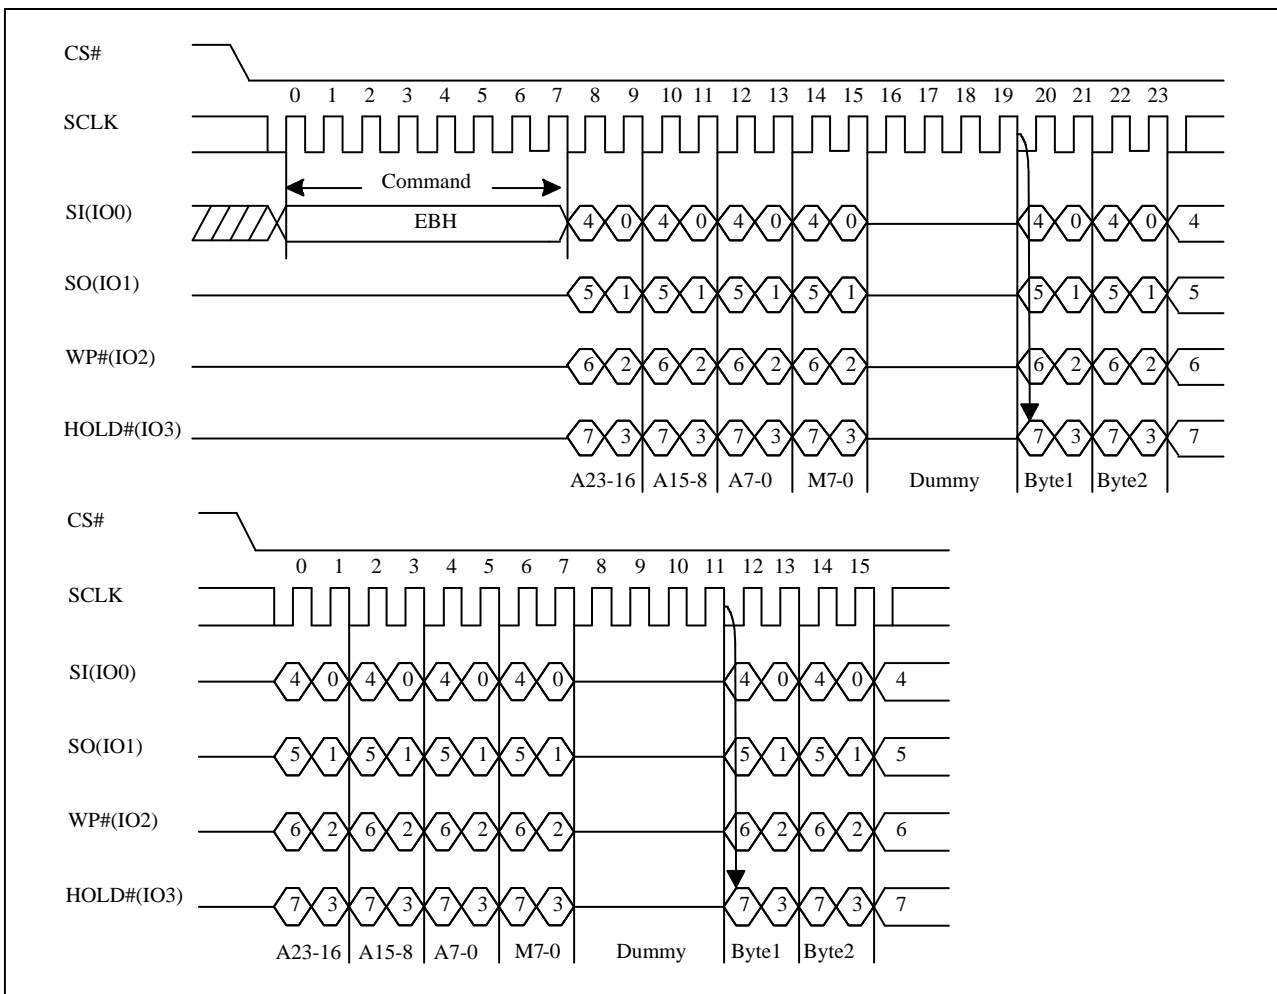 CS#
0 1 2 3 4 5 6 7 8 9 10 11 12 13 14 15 16 17 18 19 20 21 22 23
SCLK
Command
SI(IO0) EBH 4 0 4 0 4 0 4 0 4 0 4 0 4
SO(IO1) 5 1 5 1 5 1 5 1 5 1 5 1 5
WP#(IO2) 6 2 6 2 6 2 6 2 6 2 6 2 6
HOLD#(IO3) 7 3 7 3 7 3 7 3 7 3 7 3 7
A23-16 A15-8 A7-0 M7-0 Dummy Byte1 Byte2
CS#
0 1 2 3 4 5 6 7 8 9 10 11 12 13 14 15
SCLK
SI(IO0) 4 0 4 0 4 0 4 0 4 0 4 0 4
SO(IO1) 5 1 5 1 5 1 5 1 5 1 5 1 5
WP#(IO2) 6 2 6 2 6 2 6 2 6 2 6 2 6
HOLD#(IO3) 7 3 7 3 7 3 7 3 7 3 7 3 7
A23-16 A15-8 A7-0 M7-0 Dummy Byte1 Byte2